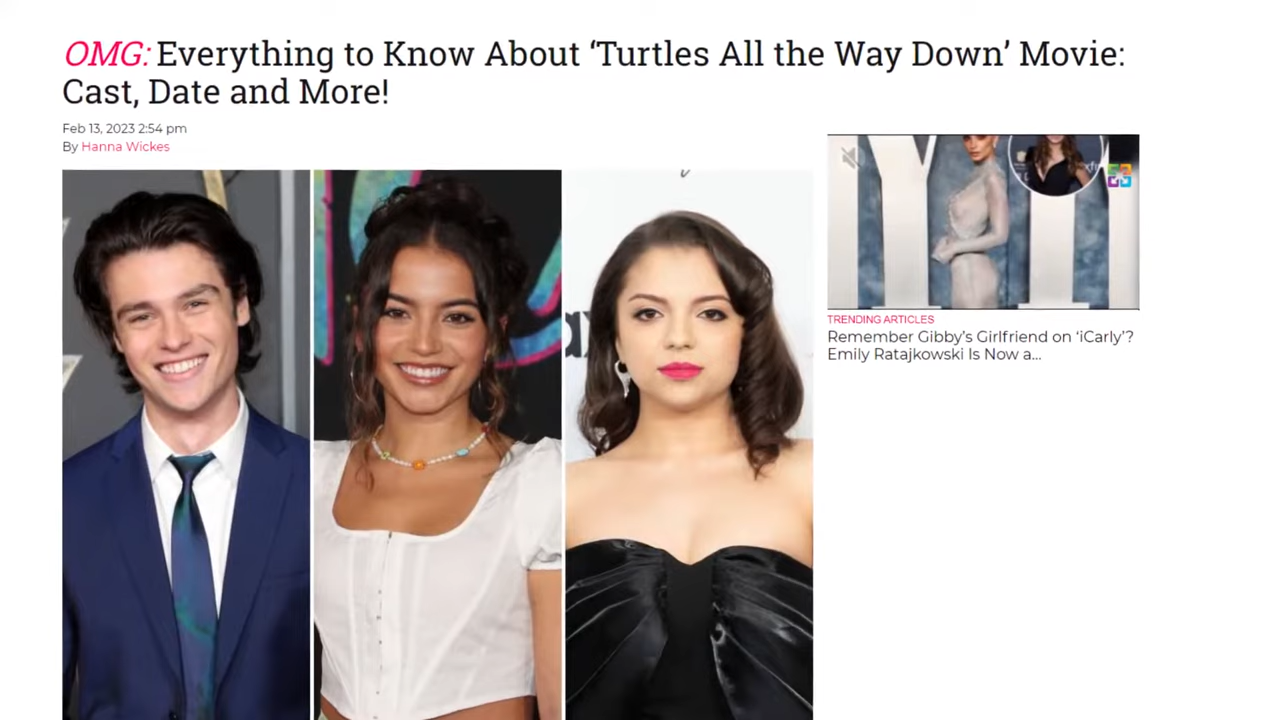 OMG: Everything to Know About ‘Turtles All the Way Down’ Movie:
Cast, Date and More!
Feb 13, 2023 2:54 pm
By Hanna Wickes
TRENDING ARTICLES
Remember Gibby’s Girlfriend on ‘iCarly’?
Emily Ratajkowski Is Now a...